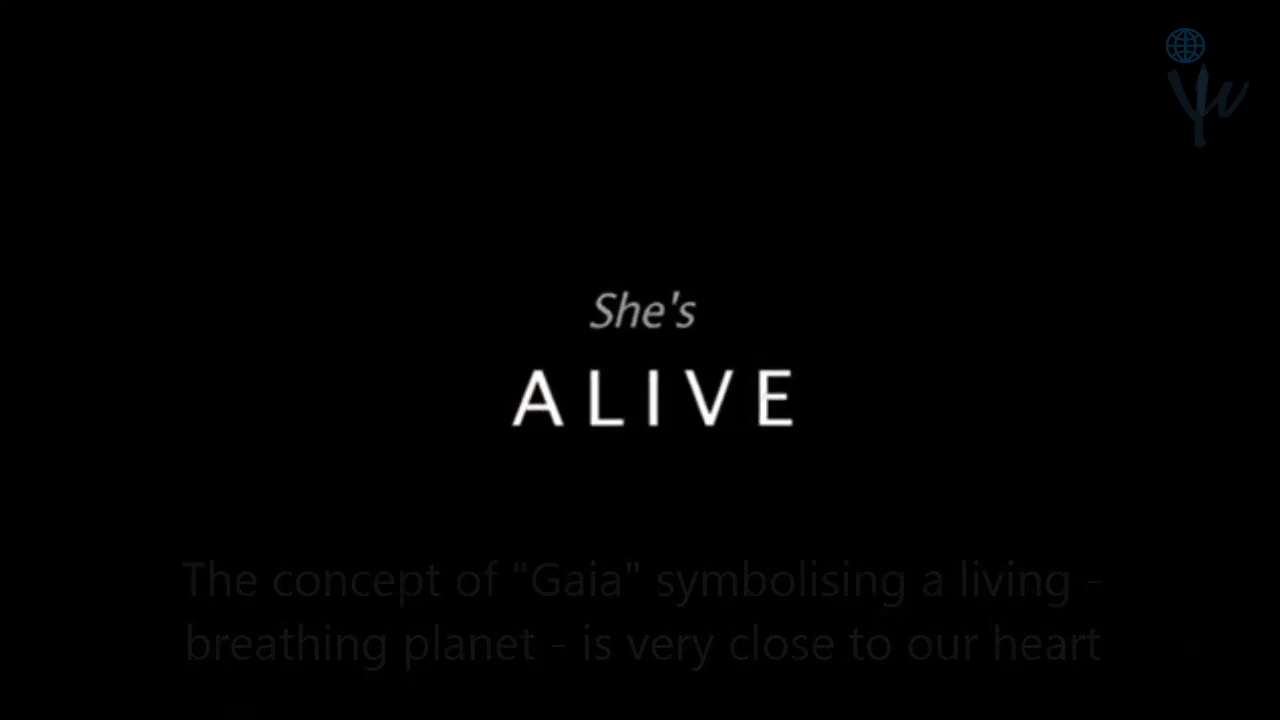 She's
ALIVE
The concept of "Gaia" symbolising a living -
breathing planet - is very close to our heart